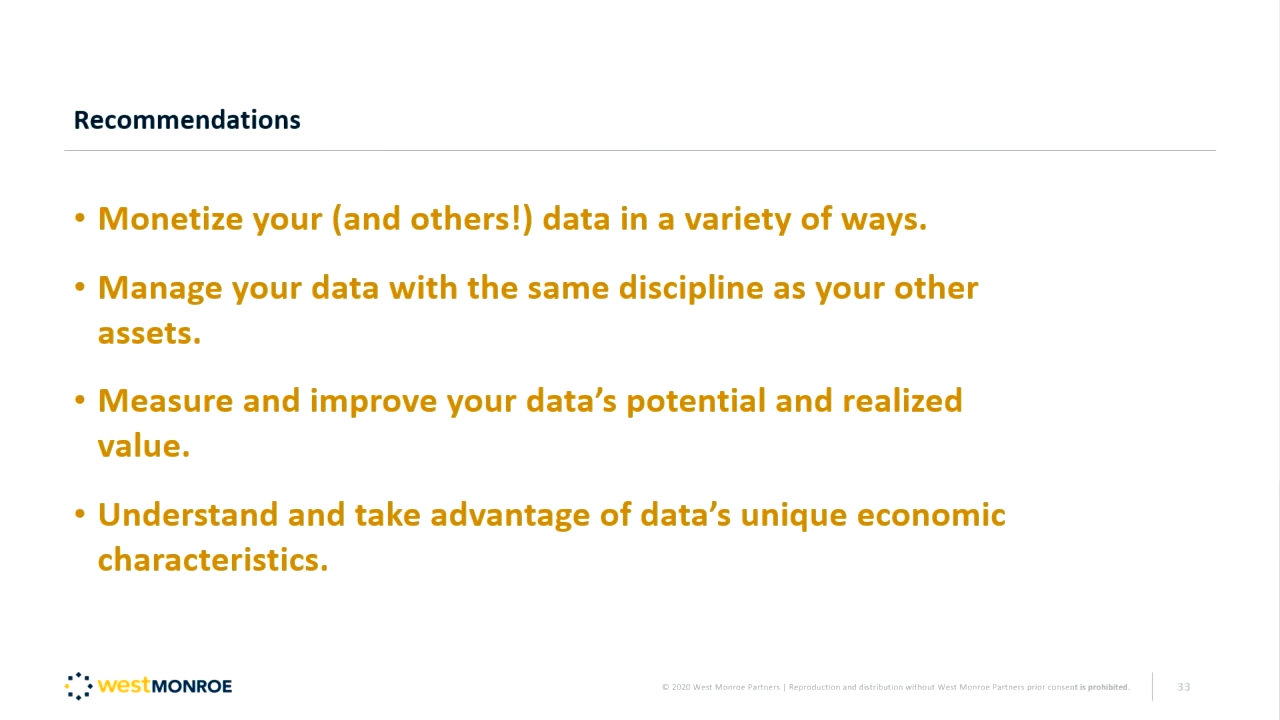 Recommendations
• Monetize your (and others!) data in a variety of ways.
• Manage your data with the same discipline as your other
assets.
• Measure and improve your data’s potential and realized
value.
• Understand and take advantage of data’s unique economic
characteristics.
westMONROE
© 2020 West Monroe Partners | Reproduction and distribution without West Monroe Partners prior consent is prohibited.
33